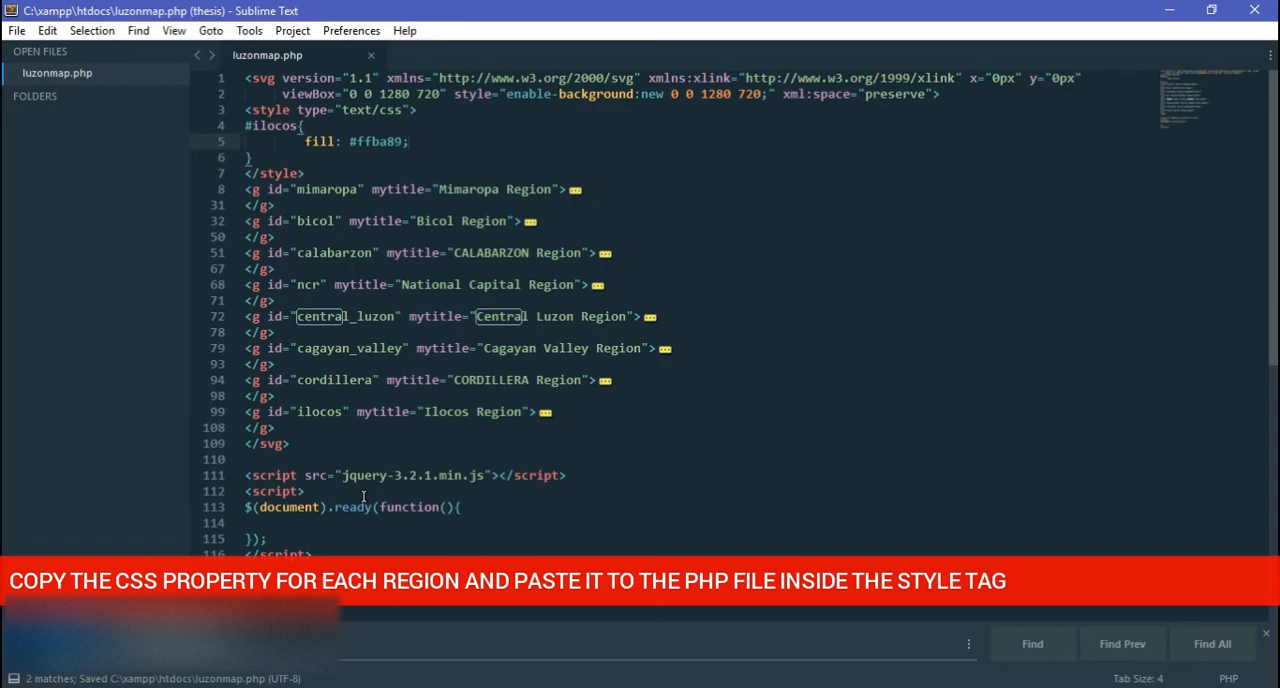 C:\xampp\htdocs\luzonmap.php (thesis) - Sublime Text
File Edit Selection Find View Goto Tools Project Preferences Help
OPEN FILES
luzonmap.php
FOLDERS
luzonmap.php
1 <svg version="1.1" xmlns="http://www.w3.org/2000/svg" xmlns:xlink="http://www.w3.org/1999/xlink" x="0px" y="0px"
2 viewBox="0 0 1280 720" style="enable-background:new 0 0 1280 720;" xml:space="preserve">
3 <style type="text/css">
4 #ilocos{
5 fill: #ffba89;
6 }
7 </style>
8 <g id="mimaropa" mytitle="Mimaropa Region">
31 </g>
32 <g id="bicol" mytitle="Bicol Region">
50 </g>
51 <g id="calabarzon" mytitle="CALABARZON Region">
67 </g>
68 <g id="ncr" mytitle="National Capital Region">
71 </g>
72 <g id="central_luzon" mytitle="Central Luzon Region">
78 </g>
79 <g id="cagayan_valley" mytitle="Cagayan Valley Region">
93 </g>
94 <g id="cordillera" mytitle="CORDILLERA Region">
98 </g>
99 <g id="ilocos" mytitle="Ilocos Region">
108 </g>
109 </svg>
110
111 <script src="jquery-3.2.1.min.js"></script>
112 <script>
113 $(document).ready(function(){
114
115 });
116 </script>
COPY THE CSS PROPERTY FOR EACH REGION AND PASTE IT TO THE PHP FILE INSIDE THE STYLE TAG
Find Find Prev Find All
2 matches; Saved C:\xampp\htdocs\luzonmap.php (UTF-8) Tab Size: 4 PHP